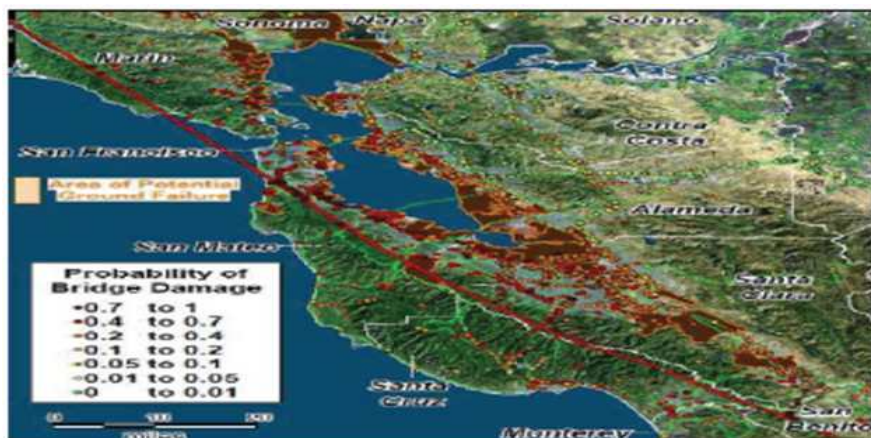 Sonoma
Napa
Solano
Marin
Contra
Costa
San Francisco
Area of Potential
Ground Failure
Alameda
San Mateo
Santa
Clara
Probability of
Bridge Damage
0.7 to 1
0.4 to 0.7
0.2 to 0.4
0.1 to 0.2
0.05 to 0.1
0.01 to 0.05
0 to 0.01
Santa
Cruz
San
Benito
Monterey
0
miles